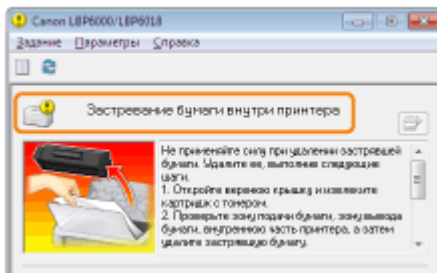 Canon LBP6000/LBP6018
Задание Параметры Справка
Застревание бумаги внутри принтера
Не применяйте силу при удалении застрявшей
бумаги. Удалите ее, выполнив следующие
шаги.
1. Откройте верхнюю крышку и извлеките
картридж с тонером.
2. Проверьте зону подачи бумаги, зону вывода
бумаги, внутреннюю часть принтера, а затем
удалите застрявшую бумагу.